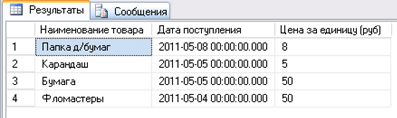 Результаты Сообщения
Наименование товара Дата поступления Цена за единицу (руб)
1 Папка д/бумаг 2011-05-08 00:00:00.000 8
2 Карандаш 2011-05-05 00:00:00.000 5
3 Бумага 2011-05-05 00:00:00.000 50
4 Фломастеры 2011-05-04 00:00:00.000 50